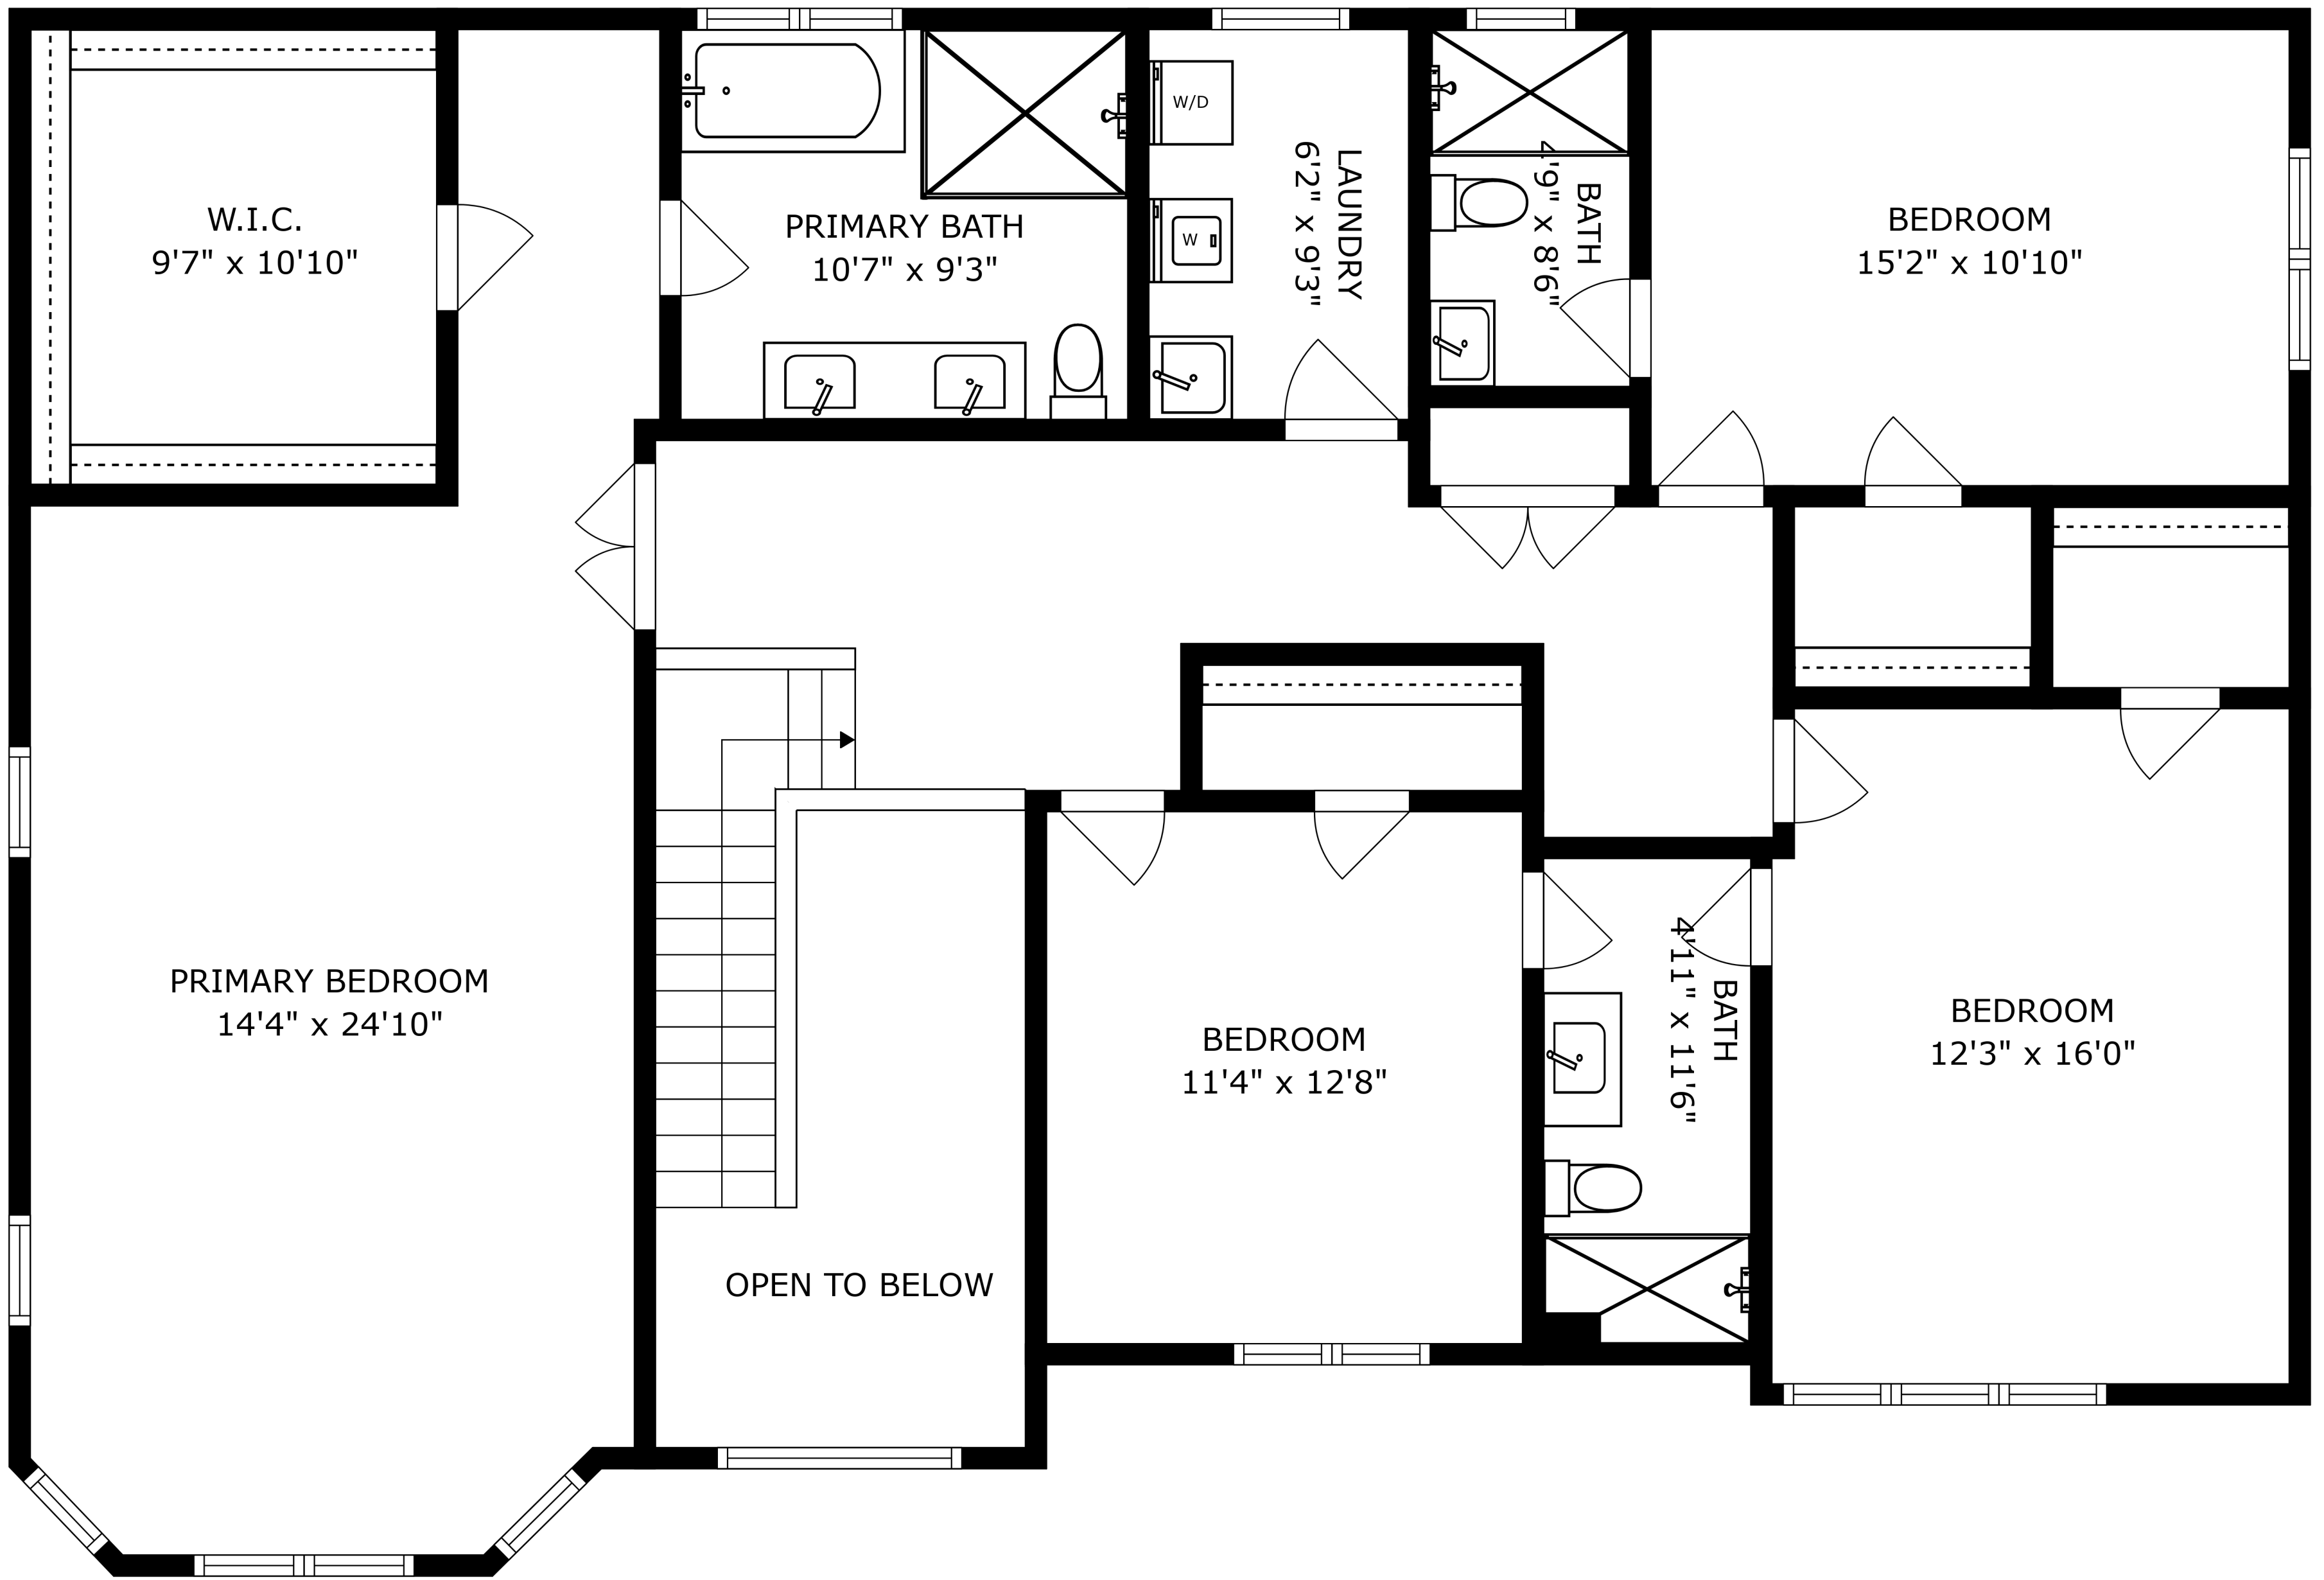 W.I.C.
9'7" x 10'10"
PRIMARY BATH
10'7" x 9'3"
W/D
W
LAUNDRY
6'2" x 9'3"
BATH
4'9" x 8'6"
BEDROOM
15'2" x 10'10"
PRIMARY BEDROOM
14'4" x 24'10"
OPEN TO BELOW
BEDROOM
11'4" x 12'8"
BATH
4'11" x 11'6"
BEDROOM
12'3" x 16'0"